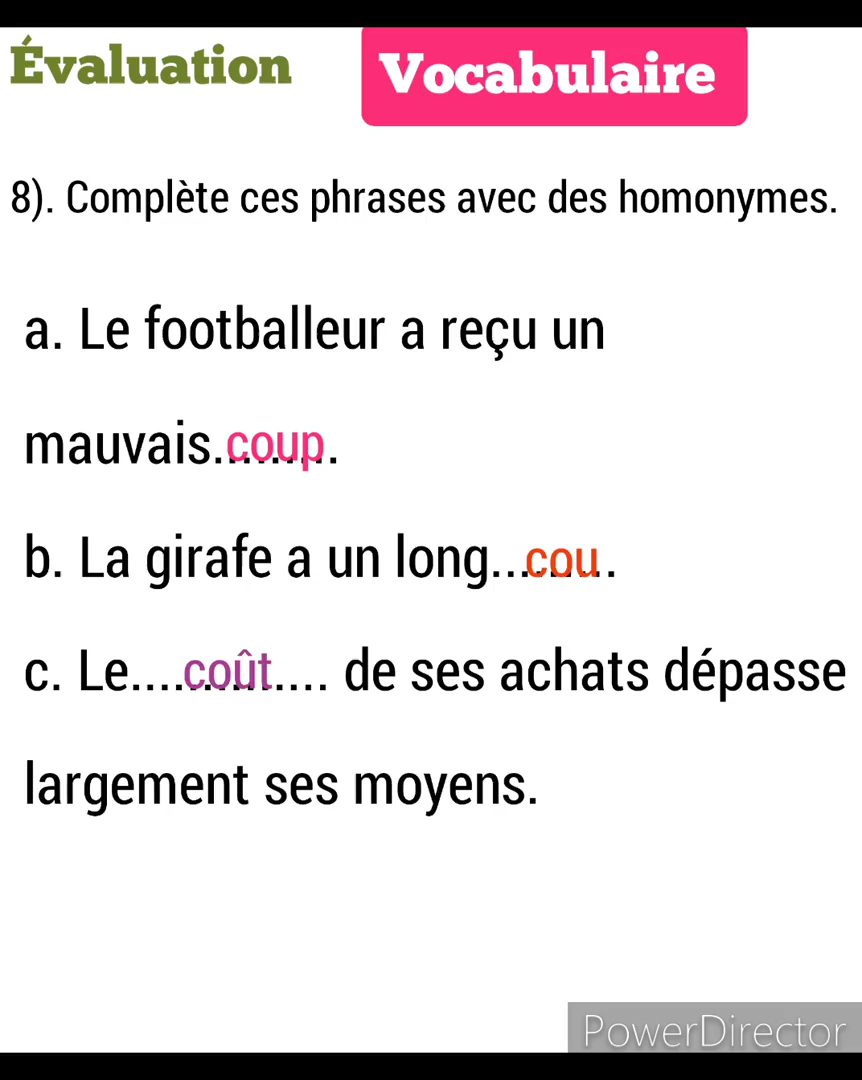 Évaluation Vocabulaire
8). Complète ces phrases avec des homonymes.
a. Le footballeur a reçu un
mauvais.coup.
b. La girafe a un long...cou..
c. Le....coût.... de ses achats dépasse
largement ses moyens.
PowerDirector